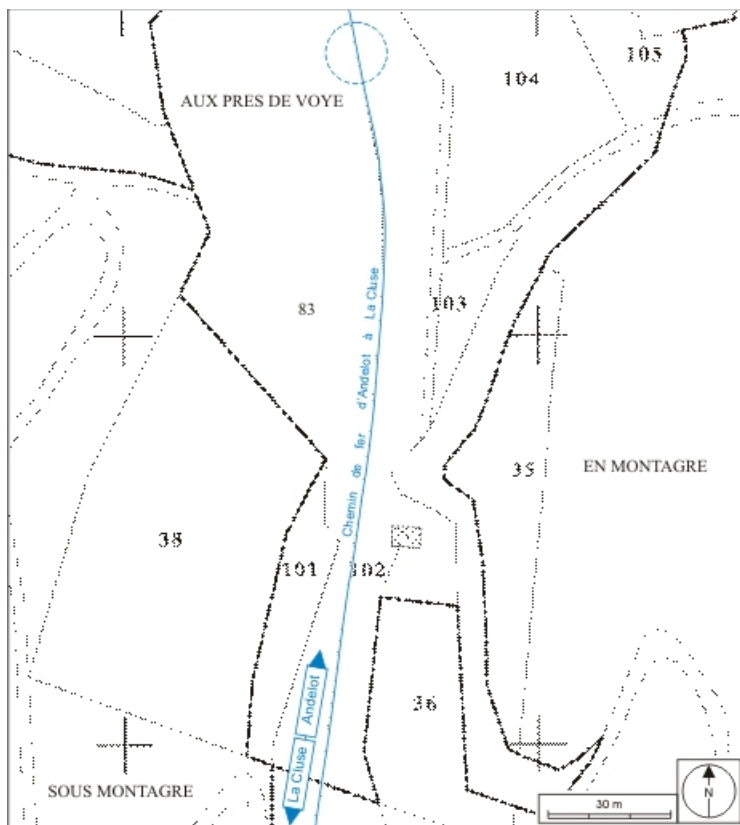 105
104
AUX PRES DE VOYE
83
103
Chemin de fer d'Andelot à La Cluse
35
EN MONTAGRE
38
101
102
36
Andelot
La Cluse
SOUS MONTAGRE
30 m
N